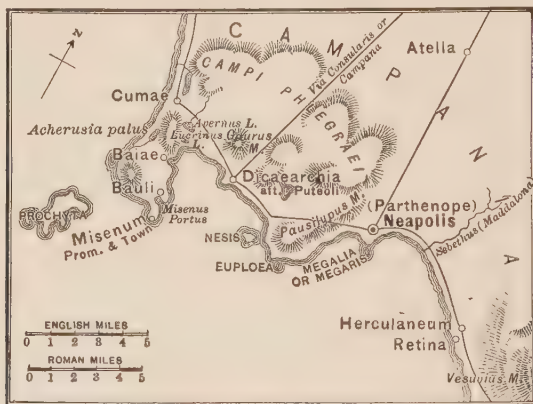 N
CAMPANIA
CAMPI PHLEGRAEI
Via Consularis or
Campana
Atella
Cumae
Avernus L.
Acherusia palus
Lucrinus
L.
Gaurus
M.
Baiae
Dicaearchia
aft. Puteoli
Bauli
Misenus
Portus
PROCHYTA
Misenum
Prom. & Town
Pausilypus M.
(Parthenope)
Neapolis
Sebethus (Maddalona)
NESIS
EUPLOEA
MEGALIA
OR MEGARIS
ENGLISH MILES
0 1 2 3 4 5
ROMAN MILES
0 1 2 3 4 5
Herculaneum
Retina
Vesuvius M.